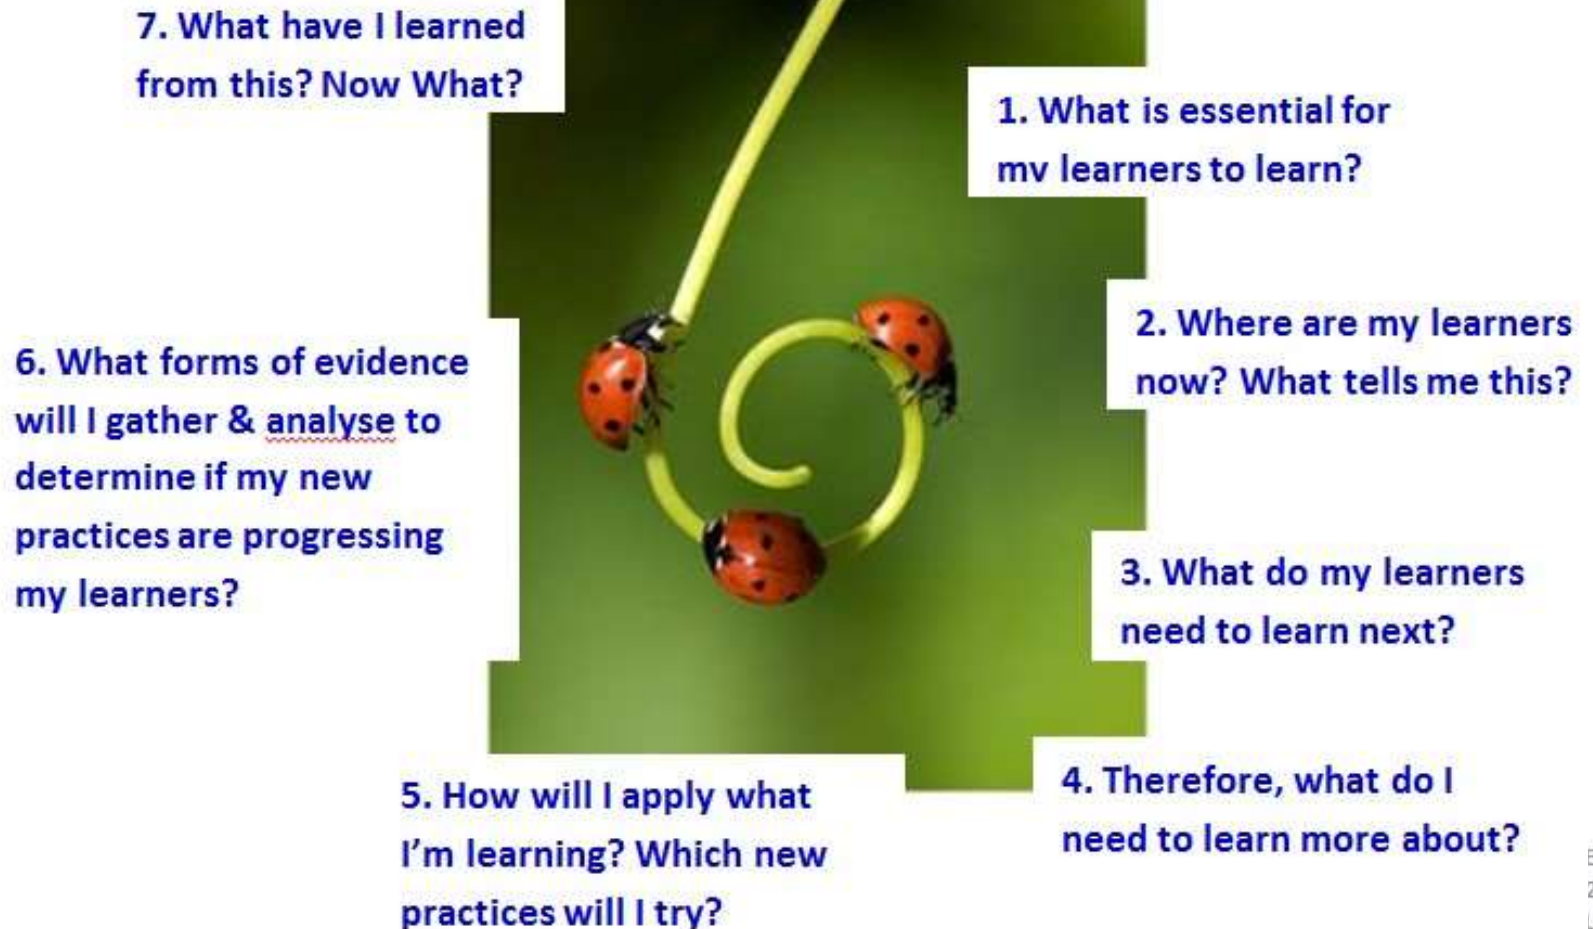 7. What have I learned
from this? Now What?
1. What is essential for
my learners to learn?
2. Where are my learners
now? What tells me this?
3. What do my learners
need to learn next?
4. Therefore, what do I
need to learn more about?
5. How will I apply what
I'm learning? Which new
practices will I try?
6. What forms of evidence
will I gather & analyse to
determine if my new
practices are progressing
my learners?